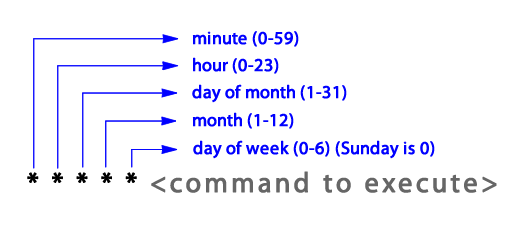 minute (0-59)
hour (0-23)
day of month (1-31)
month (1-12)
day of week (0-6) (Sunday is 0)
* * * * * <command to execute>